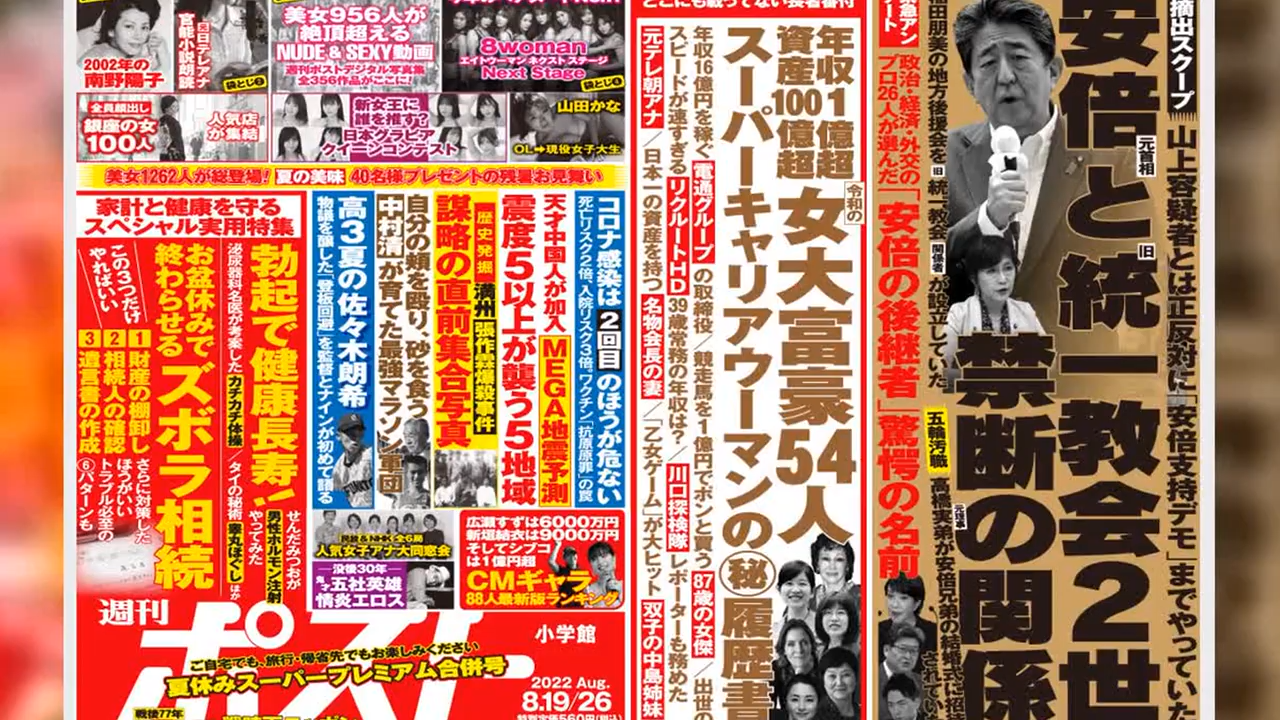 摘出スクープ
山上容疑者とは正反対に「安倍支持デモ」までやっていた
安倍元首相と旧統一教会2世
禁断の関係
稲田朋美の地方後援会を旧統一教会関係者が設立していた
五輪汚職
高橋元理事実弟が安倍兄弟の結婚式に招待されてい
緊急アンケート
政治・経済・外交のプロ26人が選んだ
「安倍の後継者」驚愕の名前
どこにも載ってない長者番付
年収1億円超
資産100億円超
令和の女大富豪54人
スーパーキャリアウーマンの㊙履歴書
年収16億円を稼ぐ電通グループの取締役/競走馬を1億円でポンと買う87歳の女傑/出世の
スピードが速すぎるリクルートHD39歳常務の年収は?/川口探検隊レポーターも務めた
元テレ朝アナ/日本一の資産を持つ名物会長の妻/「乙女ゲーム」が大ヒット双子の中島姉妹
2002年の
南野陽子
元日テレアナ
官能小説朗読
袋とじ
美女956人が
絶頂超える
NUDE&SEXY動画
週刊ポストデジタル写真集
全356作品がここに!
8woman
エイトウーマン ネクストステージ
Next Stage
袋とじ
全員顔出し
銀座の女
100人
人気店
が集結
新女王に
誰を推す?
日本グラビア
クイーンコンテスト
山田かな
OL⇒現役女子大生
美女1262人が総登場! 夏の美味 40名様プレゼントの残暑お見舞い
コロナ感染は2回目のほうが危ない
死亡リスク2倍、入院リスク3倍。ワクチン「抗原原罪」の罠
天才中国人が加入 MEGA地震予測
震度5以上が襲う5地域
歴史発掘 満州 張作霖爆殺事件
謀略の直前集合写真
自分の頬を殴り、砂を食う
中村清が育てた最強マラソン軍団
高3夏の佐々木朗希
物議を醸した「登板回避」を監督とナインが初めて語る
家計と健康を守る
スペシャル実用特集
勃起で健康長寿!
泌尿器科名医が考案したカチカチ体操/タイの秘術 睾丸ほぐし ほか
せんだみつおが
男性ホルモン注射
やってみた
お盆休みで
終わらせる
ズボラ相続
この3つだけ
やればいい
1 財産の棚卸し
2 相続人の確認
3 遺言書の作成
さらに対策した
ほうがいい
トラブル必至の
⑥パターンも
民放&NHK全6局
人気女子アナ大同窓会
没後30年
五社英雄
情炎エロス
広瀬すずは6000万円
新垣結衣は9000万円
そしてシブコ
は1億円超
CMギャラ
88人最新版ランキング
週刊
ポスト
小学館
ご自宅でも、旅行・帰省先でもお楽しみください
夏休みスーパープレミアム合併号
2022 Aug.
8.19/26
特別定価560円(税込)
戦後77年